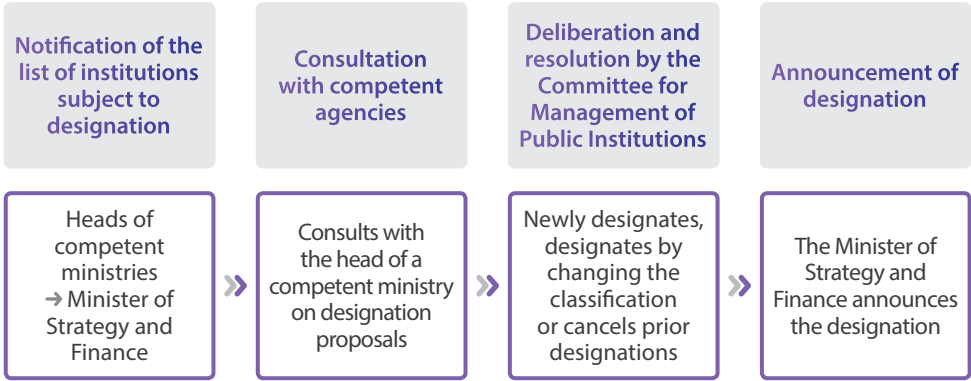 Notification of the
list of institutions
subject to
designation
Consultation
with competent
agencies
Deliberation and
resolution by the
Committee for
Management of
Public Institutions
Announcement of
designation
Heads of
competent
ministries
➜ Minister of
Strategy and
Finance
Consults with
the head of a
competent ministry
on designation
proposals
Newly designates,
designates by
changing the
classification
or cancels prior
designations
The Minister of
Strategy and
Finance announces
the designation